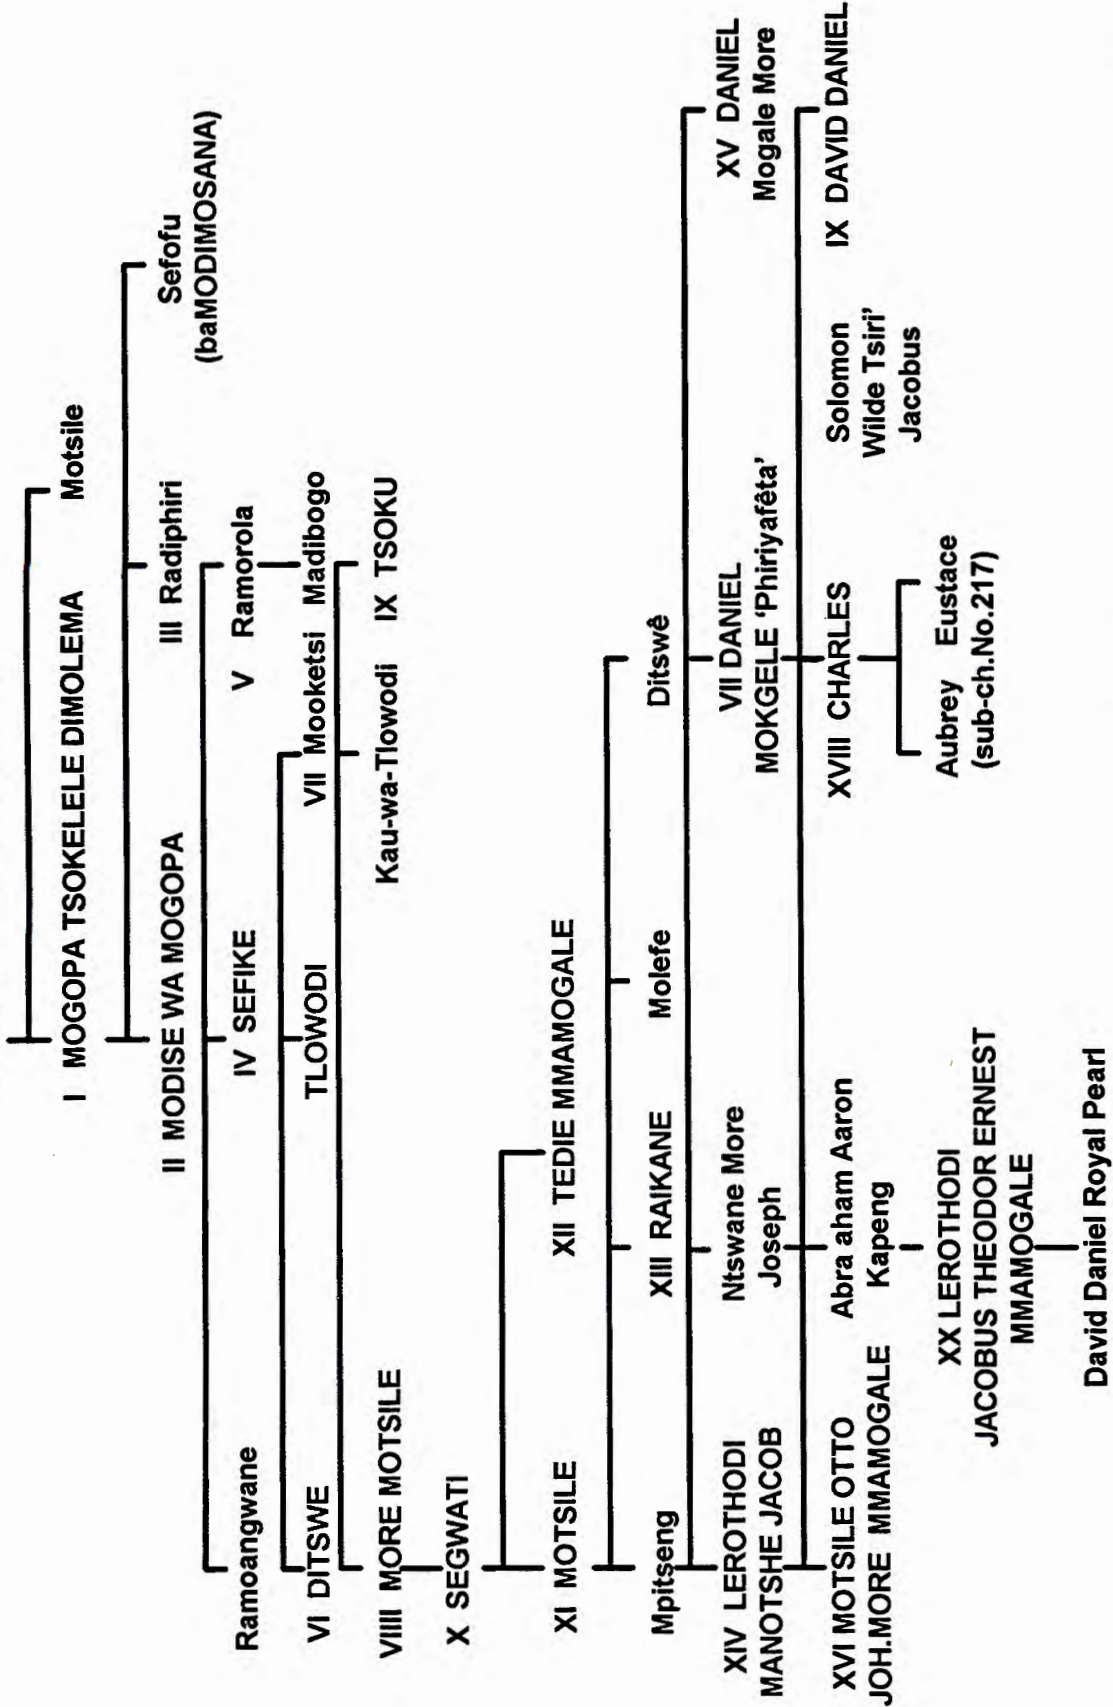 I MOGOPA TSOKELELE DIMOLEMA
Motsile
II MODISE WA MOGOPA
III Radiphiri
Sefofu
(baMODIMOSANA)
Ramoangwane
IV SEFIKE
V Ramorola
VI DITSWE
TLOWODI
VII Mooketsi
Madibogo
VIIII MORE MOTSILE
Kau-wa-Tlowodi
IX TSOKU
X SEGWATI
XI MOTSILE
XII TEDIE MMAMOGALE
Mpitseng
XIII RAIKANE
Molefe
Ditswê
XIV LEROTHODI
MANOTSHE JACOB
Ntswane More
Joseph
VII DANIEL
MOKGELE 'Phiriyafêta'
XV DANIEL
Mogale More
XVI MOTSILE OTTO
JOH.MORE MMAMOGALE
Abra aham Aaron
Kapeng
XVIII CHARLES
Solomon
Wilde Tsiri'
Jacobus
IX DAVID DANIEL
XX LEROTHODI
JACOBUS THEODOR ERNEST
MMAMOGALE
Aubrey Eustace
(sub-ch.No.217)
David Daniel Royal Pearl